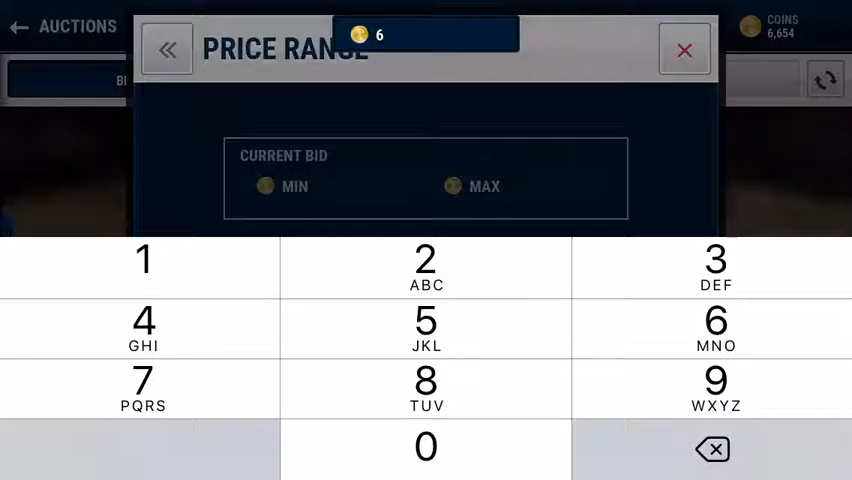 AUCTIONS
6
PRICE RANGE
COINS
6,654
BI
CURRENT BID
MIN
MAX
1
2
ABC
3
DEF
4
GHI
5
JKL
6
MNO
7
PQRS
8
TUV
9
WXYZ
0